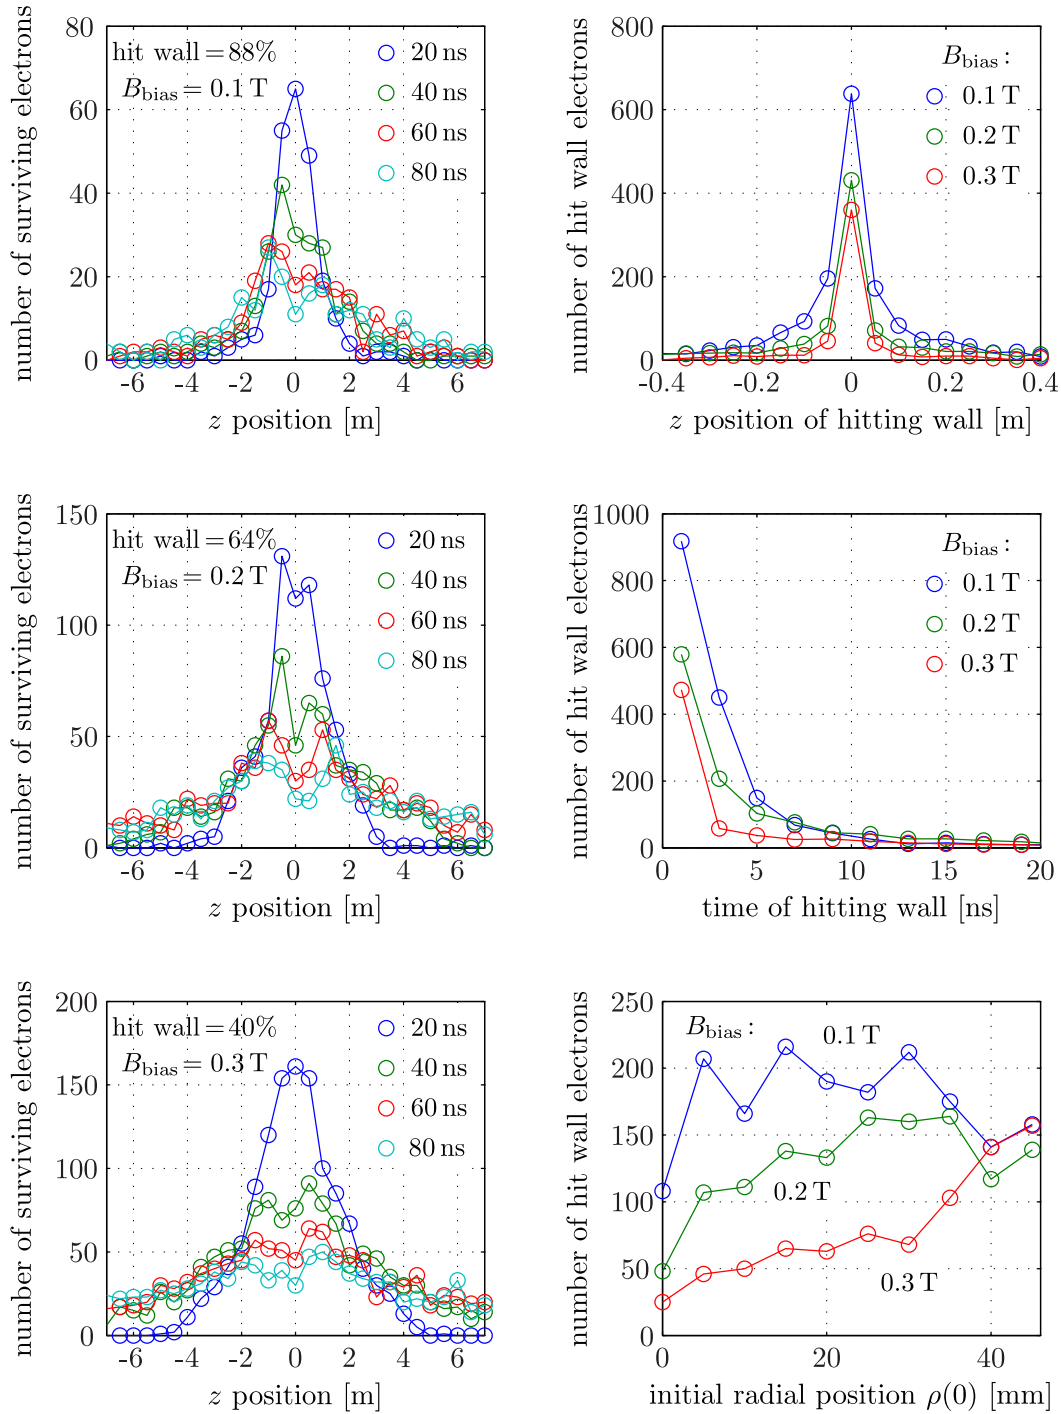 number of surviving electrons
80
60
40
20
0
hit wall = 88%
B_bias = 0.1 T
20 ns
40 ns
60 ns
80 ns
-6 -4 -2 0 2 4 6
z position [m]
number of hit wall electrons
800
600
400
200
0
B_bias :
0.1 T
0.2 T
0.3 T
-0.4 -0.2 0 0.2 0.4
z position of hitting wall [m]
number of surviving electrons
150
100
50
0
hit wall = 64%
B_bias = 0.2 T
20 ns
40 ns
60 ns
80 ns
-6 -4 -2 0 2 4 6
z position [m]
number of hit wall electrons
1000
800
600
400
200
0
B_bias :
0.1 T
0.2 T
0.3 T
0 5 10 15 20
time of hitting wall [ns]
number of surviving electrons
200
150
100
50
0
hit wall = 40%
B_bias = 0.3 T
20 ns
40 ns
60 ns
80 ns
-6 -4 -2 0 2 4 6
z position [m]
number of hit wall electrons
250
200
150
100
50
0
B_bias :
0.1 T
0.2 T
0.3 T
0 20 40
initial radial position ρ(0) [mm]